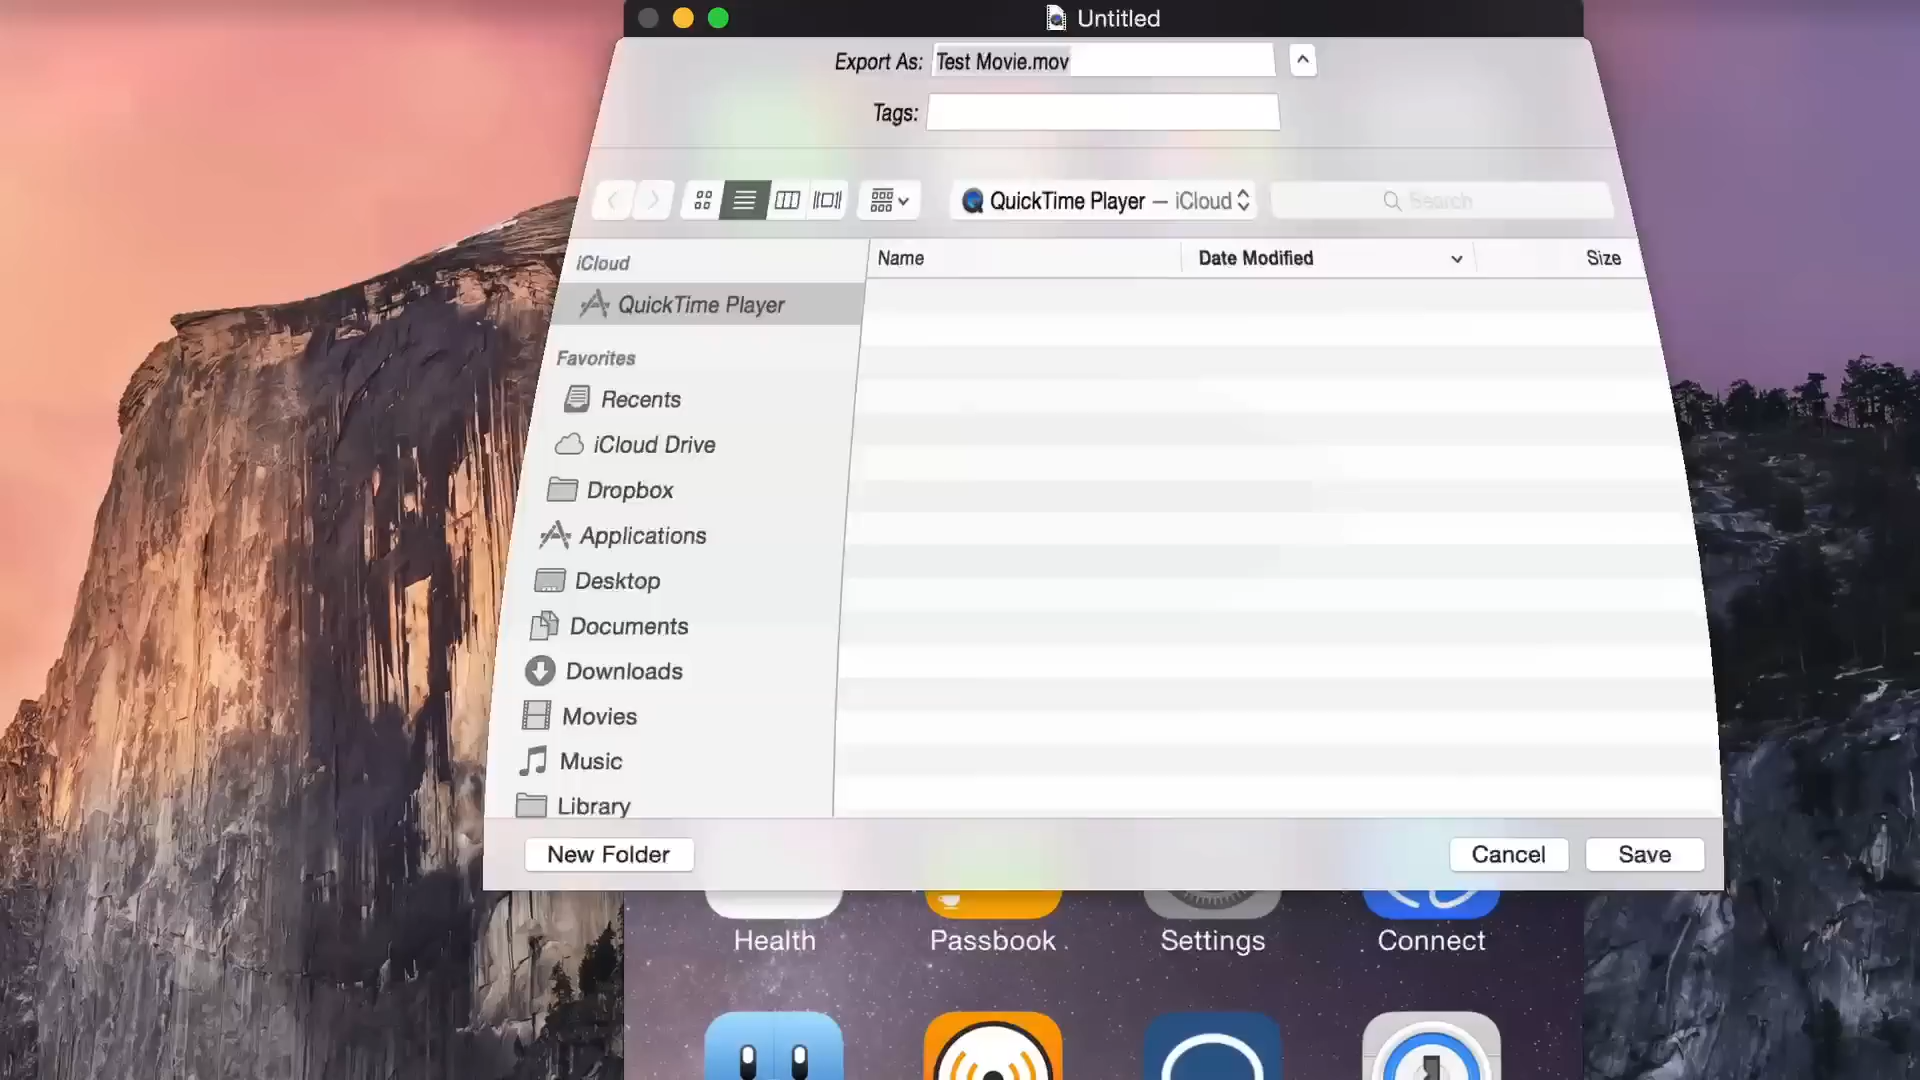 Untitled
Export As: Test Movie.mov
Tags:
QuickTime Player — iCloud
Search
iCloud
Name
Date Modified
Size
QuickTime Player
Favorites
Recents
iCloud Drive
Dropbox
Applications
Desktop
Documents
Downloads
Movies
Music
Library
New Folder
Cancel
Save
Health
Passbook
Settings
Connect